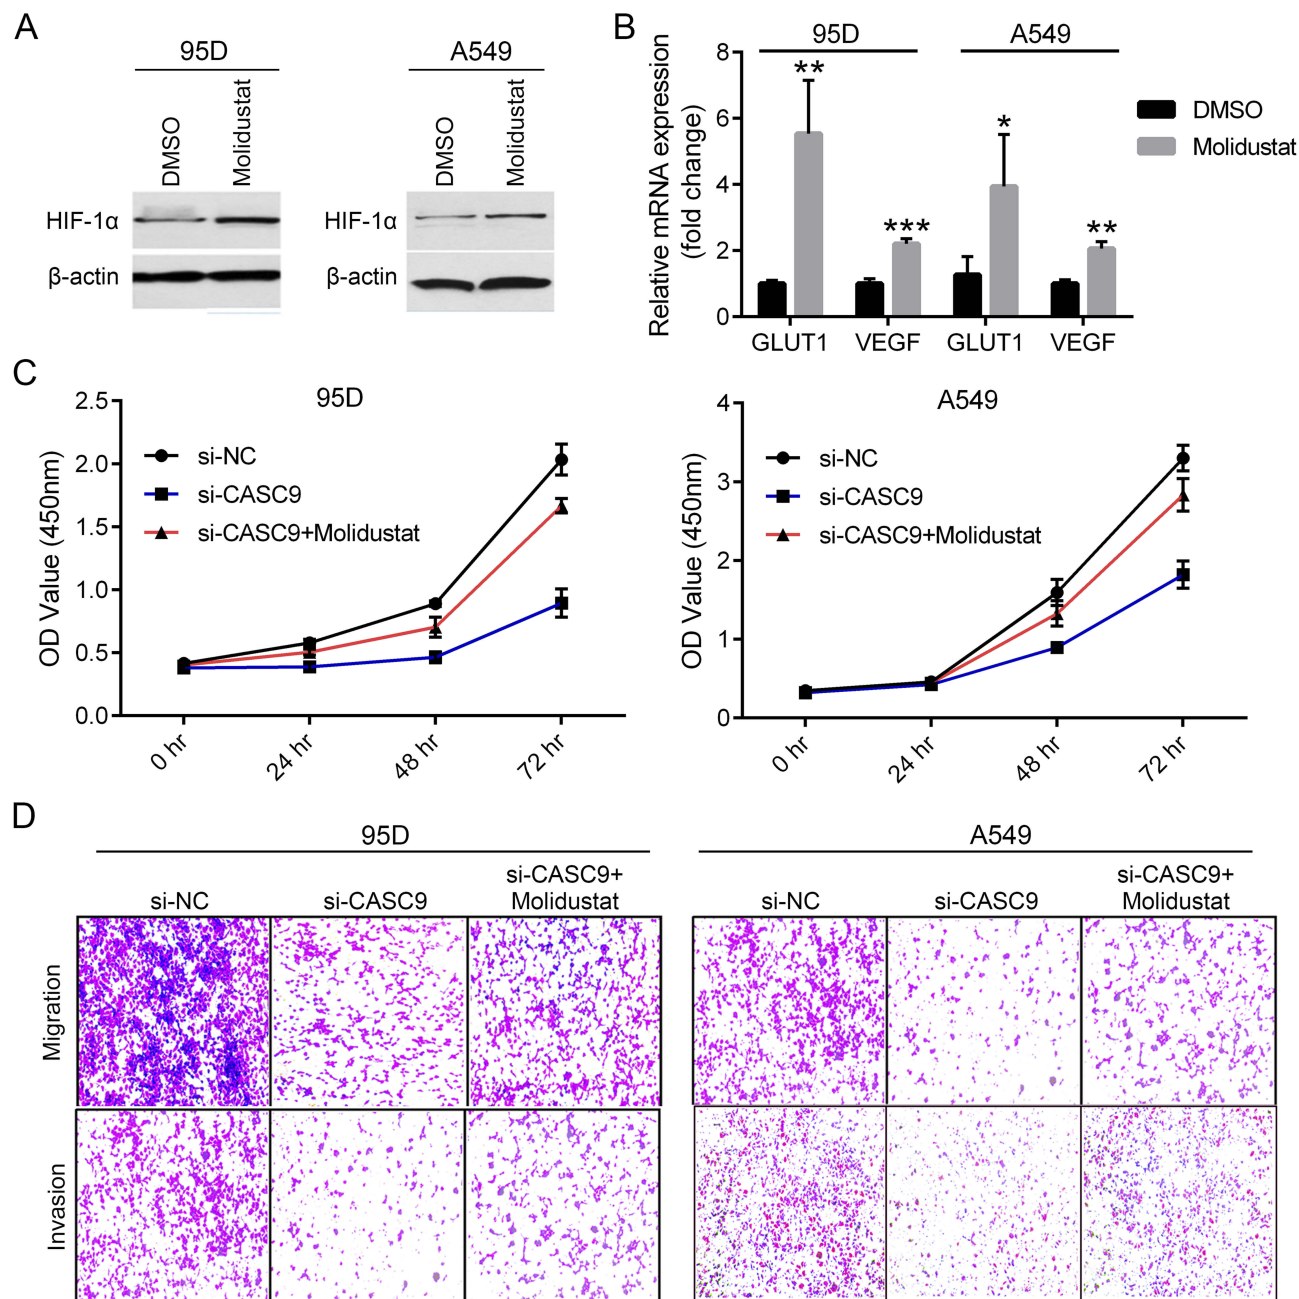 A
95D
A549
DMSO
Molidustat
DMSO
Molidustat
HIF-1α
β-actin
HIF-1α
β-actin
B
95D
A549
Relative mRNA expression
(fold change)
8
6
4
2
0
**
***
*
**
GLUT1
VEGF
GLUT1
VEGF
DMSO
Molidustat
C
95D
OD Value (450nm)
2.5
2.0
1.5
1.0
0.5
0.0
si-NC
si-CASC9
si-CASC9+Molidustat
0 hr
24 hr
48 hr
72 hr
A549
OD Value (450nm)
4
3
2
1
0
si-NC
si-CASC9
si-CASC9+Molidustat
0 hr
24 hr
48 hr
72 hr
D
95D
A549
si-NC
si-CASC9
si-CASC9+
Molidustat
si-NC
si-CASC9
si-CASC9+
Molidustat
Migration
Invasion